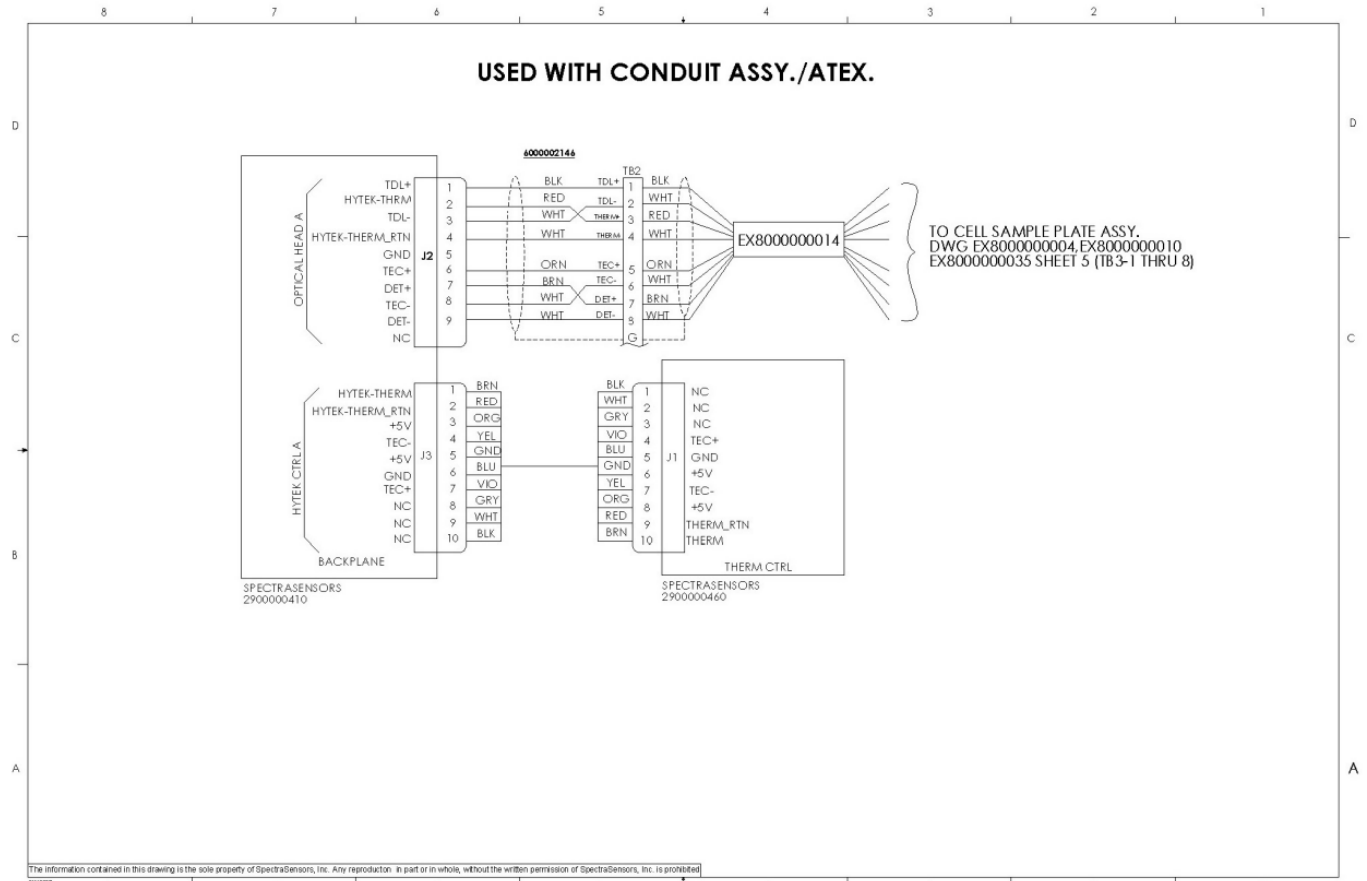 8 7 6 5 4 3 2 1
USED WITH CONDUIT ASSY./ATEX.
D D
6000002146
TB2
OPTICAL HEAD A
J2
TDL+ 1 BLK TDL+ 1 BLK
HYTEK-THRM 2 RED TDL- 2 WHT
TDL- 3 WHT THERM+ 3 RED
HYTEK-THERM_RTN 4 WHT 4 WHT
GND 5
TEC+ 6 ORN TEC+ 5 ORN
DET+ 7 BRN TEC- 6 WHT
TEC- 8 WHT DET+ 7 BRN
DET- 9 WHT DET- 8 WHT
NC
G
EX8000000014
TO CELL SAMPLE PLATE ASSY.
DWG EX8000000004,EX8000000010
EX8000000035 SHEET 5 (TB3-1 THRU 8)
C C
HYTEK CTRL A
J3
HYTEK-THERM 1 BRN
HYTEK-THERM_RTN 2 RED
+5V 3 ORG
TEC- 4 YEL
+5V 5 GND
GND 6 BLU
TEC+ 7 VIO
NC 8 GRY
NC 9 WHT
NC 10 BLK
BACKPLANE
SPECTRASENSORS
2900000410
J1
BLK 1 NC
WHT 2 NC
GRY 3 NC
VIO 4 TEC+
BLU 5 GND
GND 6 +5V
YEL 7 TEC-
ORG 8 +5V
RED 9 THERM_RTN
BRN 10 THERM
THERM CTRL
SPECTRASENSORS
2900000460
B B
A A
The information contained in this drawing is the sole property of SpectraSensors, Inc. Any reproducton in part or in whole, without the written permission of SpectraSensors, Inc. is prohibited